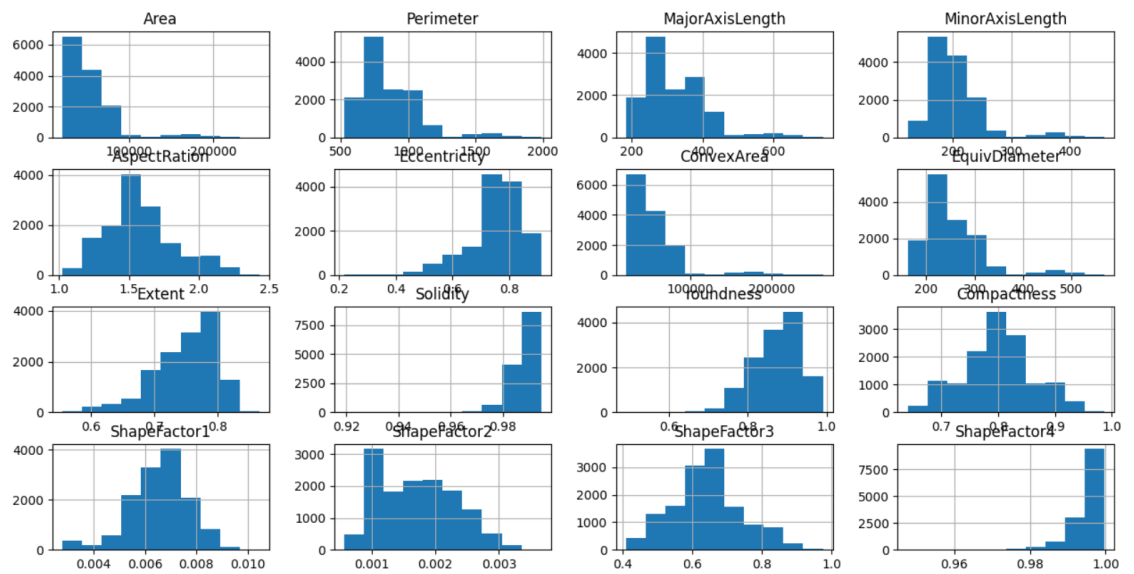 Area
6000
4000
2000
0
100000 200000
Perimeter
4000
2000
0
500 1000 1500 2000
MajorAxisLength
4000
2000
0
200 400 600
MinorAxisLength
4000
2000
0
200 300 400
AspectRation
4000
2000
0
1.0 1.5 2.0 2.5
Eccentricity
4000
2000
0
0.2 0.4 0.6 0.8
ConvexArea
6000
4000
2000
0
100000 200000
EquivDiameter
4000
2000
0
200 300 400 500
Extent
4000
2000
0
0.6 0.7 0.8
Solidity
7500
5000
2500
0
0.92 0.94 0.96 0.98
roundness
4000
2000
0
0.6 0.8 1.0
Compactness
3000
2000
1000
0
0.7 0.8 0.9 1.0
ShapeFactor1
4000
2000
0
0.004 0.006 0.008 0.010
ShapeFactor2
3000
2000
1000
0
0.001 0.002 0.003
ShapeFactor3
3000
2000
1000
0
0.4 0.6 0.8 1.0
ShapeFactor4
7500
5000
2500
0
0.96 0.98 1.00